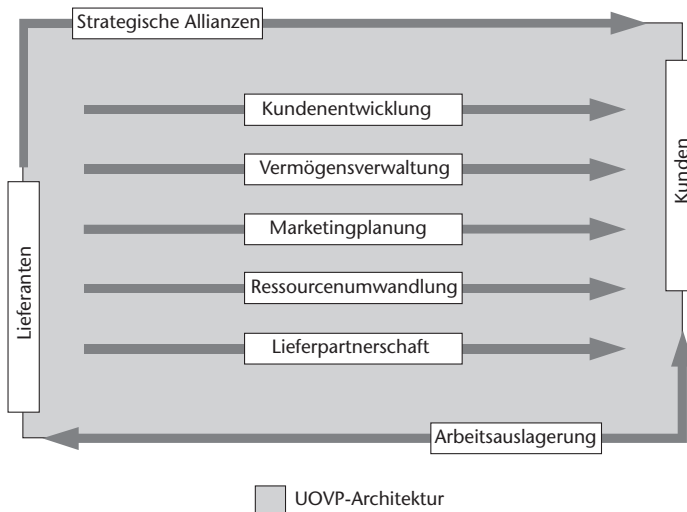 Strategische Allianzen
Kundenentwicklung
Vermögensverwaltung
Marketingplanung
Ressourcenumwandlung
Lieferpartnerschaft
Lieferanten
Kunden
Arbeitsauslagerung
UOVP-Architektur